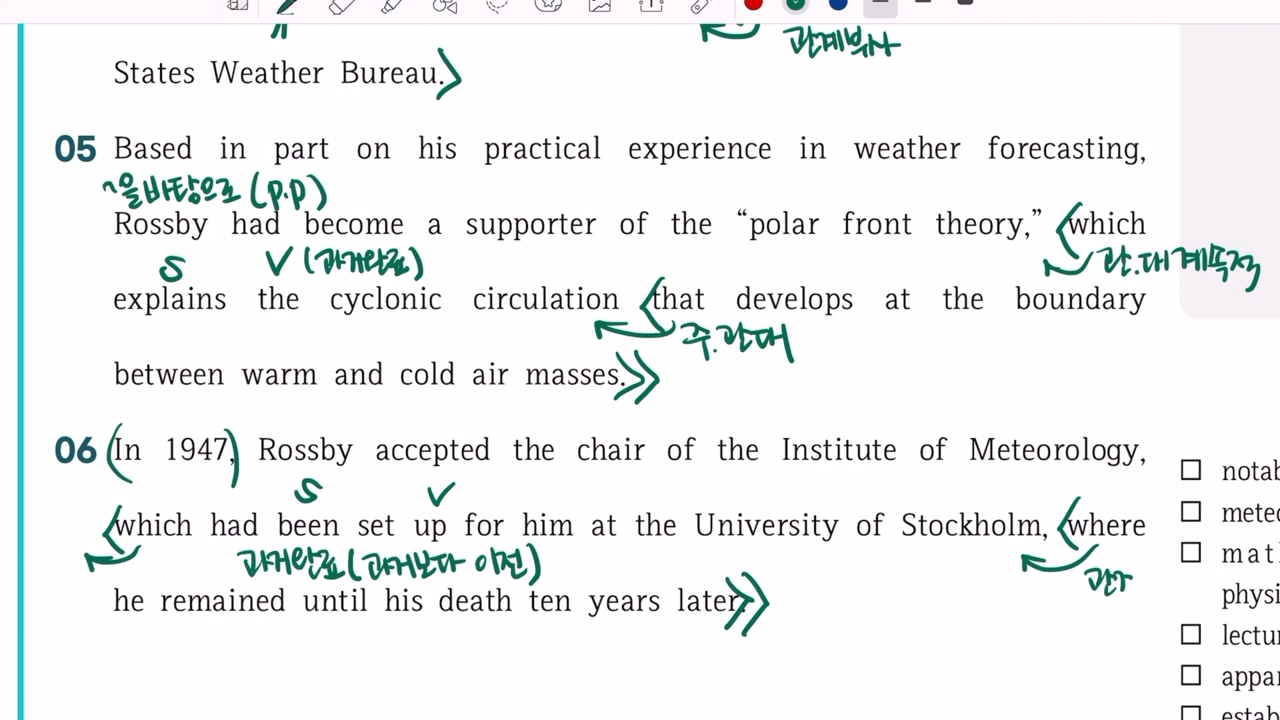 관계부사
States Weather Bureau.
05 Based in part on his practical experience in weather forecasting,
~을바탕으로 (p.p)
Rossby had become a supporter of the “polar front theory,” which
S V (과거완료) 관.대 계속적
explains the cyclonic circulation that develops at the boundary
주.관대
between warm and cold air masses.
06 (In 1947,) Rossby accepted the chair of the Institute of Meteorology,
S V
which had been set up for him at the University of Stockholm, where
과거완료 (과거보다 이전)
he remained until his death ten years later.
notab
mete
mat
physi
lectu
appar
estab